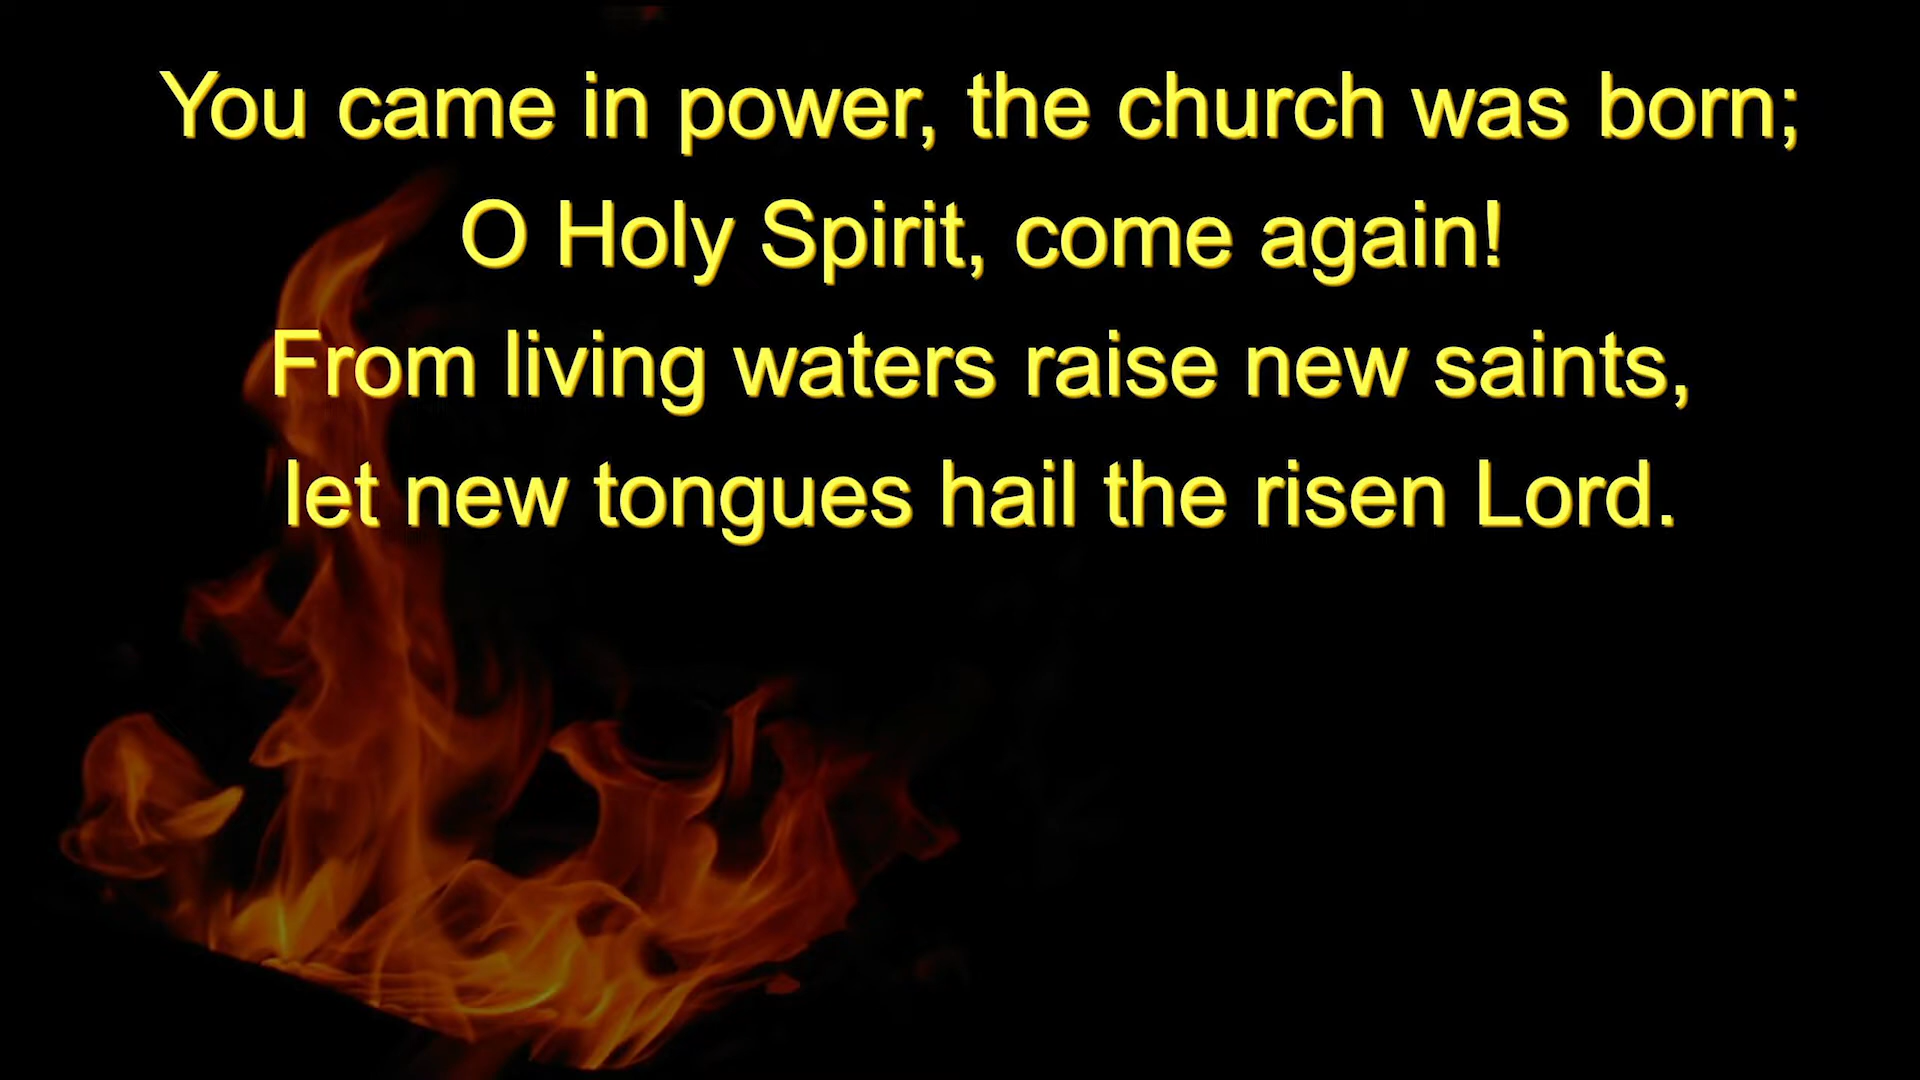 You came in power, the church was born;
O Holy Spirit, come again!
From living waters raise new saints,
let new tongues hail the risen Lord.